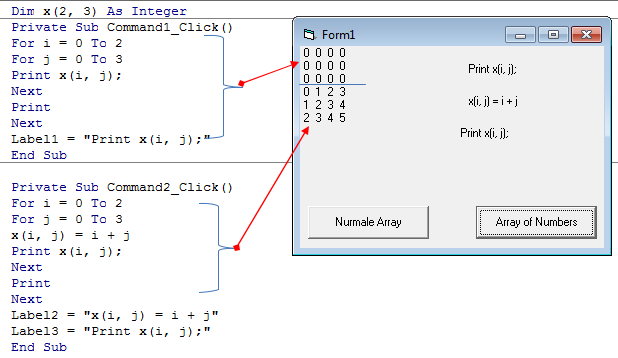 Dim x(2, 3) As Integer
Private Sub Command1_Click()
For i = 0 To 2
For j = 0 To 3
Print x(i, j);
Next
Print
Next
Label1 = "Print x(i, j);"
End Sub
Private Sub Command2_Click()
For i = 0 To 2
For j = 0 To 3
x(i, j) = i + j
Print x(i, j);
Next
Print
Next
Label2 = "x(i, j) = i + j"
Label3 = "Print x(i, j);"
End Sub
Form1
0 0 0 0
0 0 0 0
0 0 0 0
0 1 2 3
1 2 3 4
2 3 4 5
Print x(i, j);
x(i, j) = i + j
Print x(i, j);
Nurmale Array
Array of Numbers